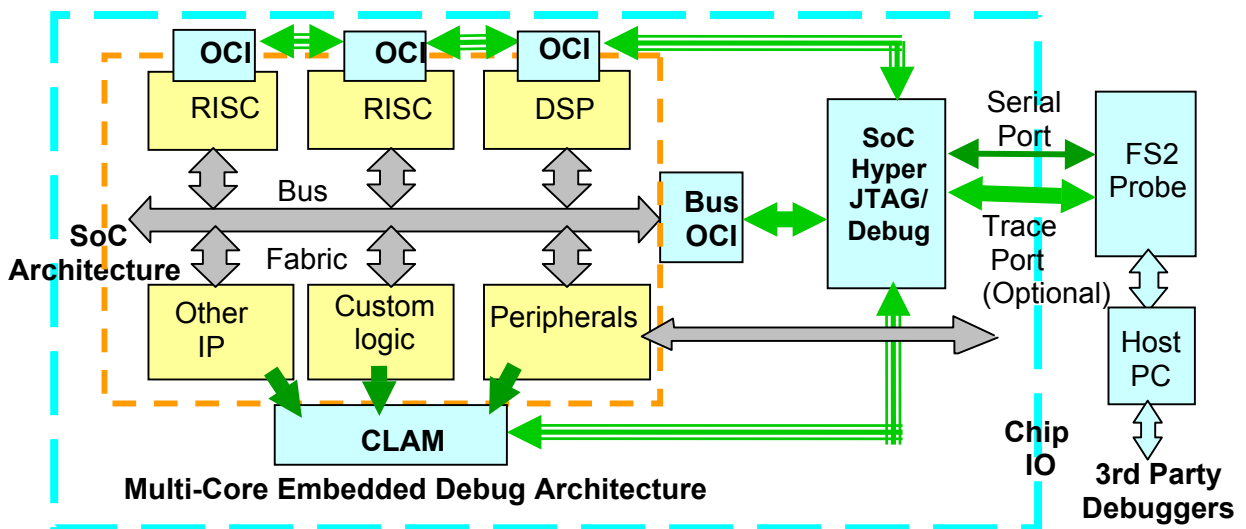 OCI
OCI
OCI
RISC
RISC
DSP
Bus
Fabric
SoC
Architecture
Other
IP
Custom
logic
Peripherals
CLAM
Multi-Core Embedded Debug Architecture
Bus
OCI
SoC
Hyper
JTAG/
Debug
Serial
Port
Trace
Port
(Optional)
FS2
Probe
Host
PC
Chip
IO
3rd Party
Debuggers